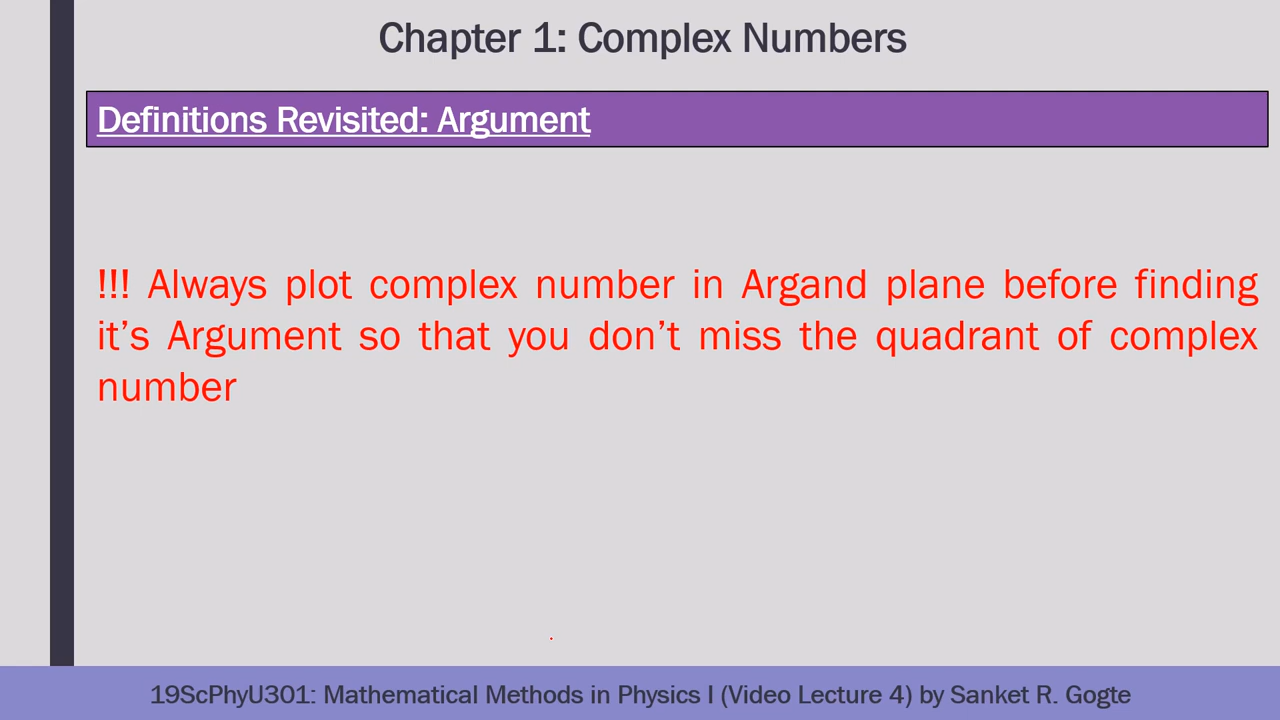 Chapter 1: Complex Numbers
Definitions Revisited: Argument
!!! Always plot complex number in Argand plane before finding
it’s Argument so that you don’t miss the quadrant of complex
number
19ScPhyU301: Mathematical Methods in Physics I (Video Lecture 4) by Sanket R. Gogte